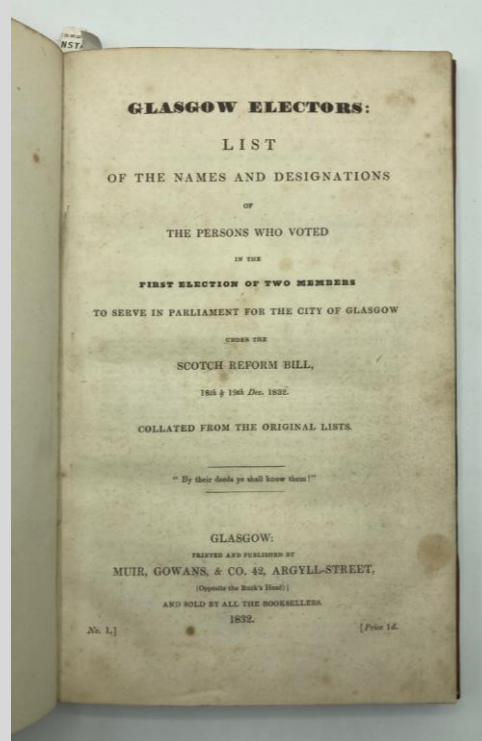 NST
GLASGOW ELECTORS:
LIST
OF THE NAMES AND DESIGNATIONS
OF
THE PERSONS WHO VOTED
IN THE
FIRST ELECTION OF TWO MEMBERS
TO SERVE IN PARLIAMENT FOR THE CITY OF GLASGOW
UNDER THE
SCOTCH REFORM BILL,
18th & 19th Dec. 1832.
COLLATED FROM THE ORIGINAL LISTS.
" By their deeds ye shall know them!"
GLASGOW:
PRINTED AND PUBLISHED BY
MUIR, GOWANS, & CO. 42, ARGYLL-STREET,
(Opposite the Buck's Head;)
AND SOLD BY ALL THE BOOKSELLERS.
1832.
No. 1.] [Price 1d.